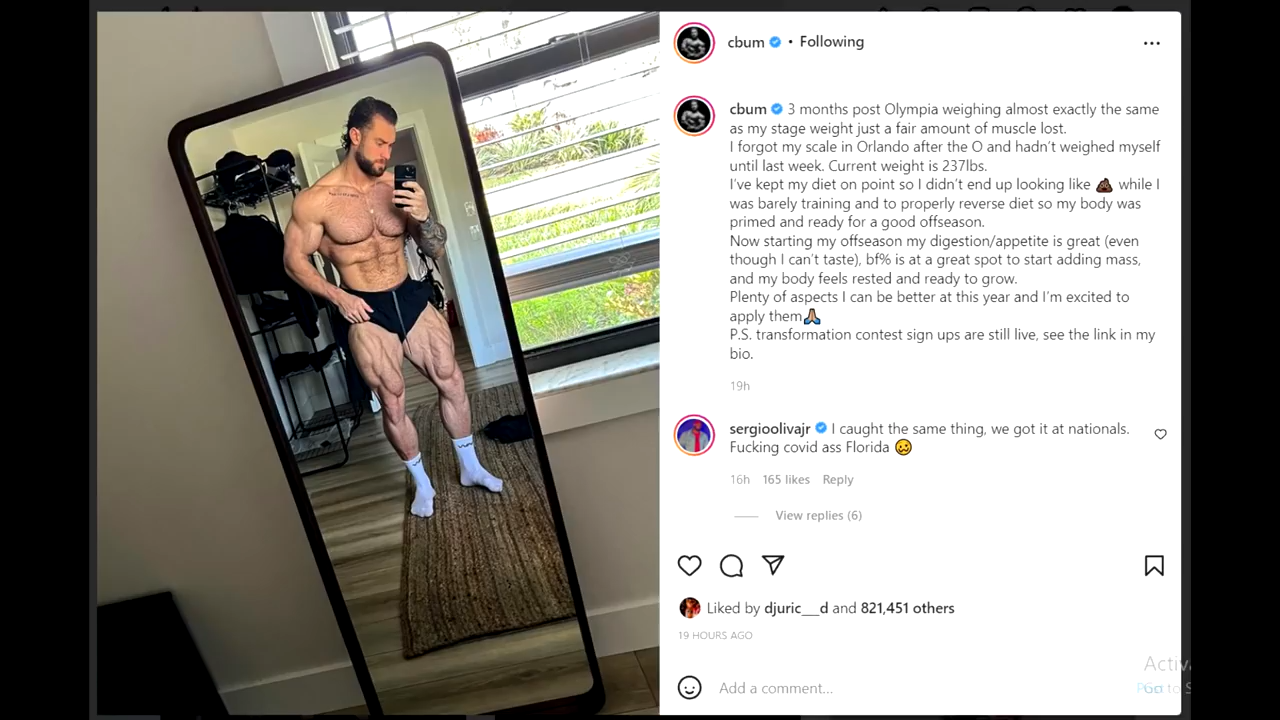 cbum • Following
cbum 3 months post Olympia weighing almost exactly the same
as my stage weight just a fair amount of muscle lost.
I forgot my scale in Orlando after the O and hadn't weighed myself
until last week. Current weight is 237lbs.
I've kept my diet on point so I didn't end up looking like 💩 while I
was barely training and to properly reverse diet so my body was
primed and ready for a good offseason.
Now starting my offseason my digestion/appetite is great (even
though I can't taste), bf% is at a great spot to start adding mass,
and my body feels rested and ready to grow.
Plenty of aspects I can be better at this year and I'm excited to
apply them🙏🏽
P.S. transformation contest sign ups are still live, see the link in my
bio.
19h
sergioolivajr I caught the same thing, we got it at nationals.
Fucking covid ass Florida 🥴
16h 165 likes Reply
View replies (6)
Liked by djuric___d and 821,451 others
19 HOURS AGO
Add a comment...